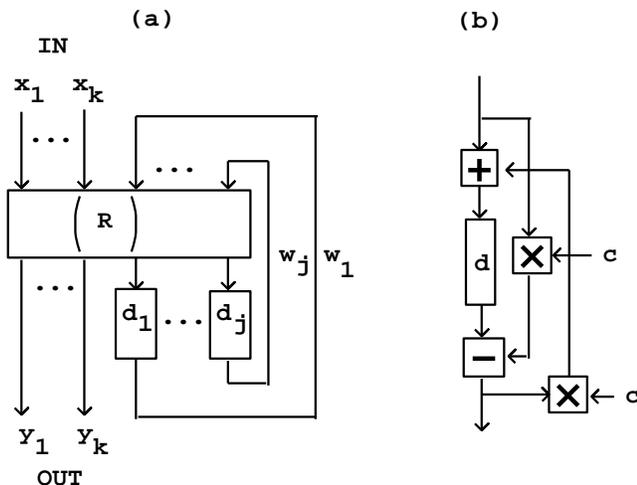 (a) (b)
IN
x1 xk
... ...
( R )
... wj w1
d1 ... dj
y1 yk
OUT
+
d
× c
−
× c